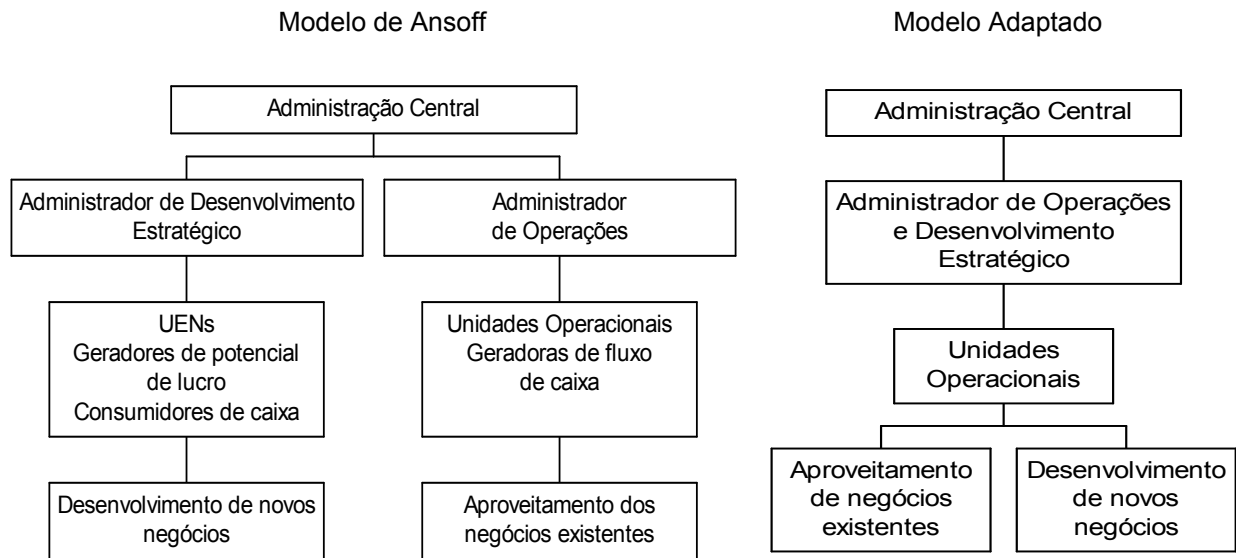 Modelo de Ansoff
Administração Central
Administrador de Desenvolvimento
Estratégico
Administrador
de Operações
UENs
Geradores de potencial
de lucro
Consumidores de caixa
Unidades Operacionais
Geradoras de fluxo
de caixa
Desenvolvimento de novos
negócios
Aproveitamento dos
negócios existentes
Modelo Adaptado
Administração Central
Administrador de Operações
e Desenvolvimento
Estratégico
Unidades
Operacionais
Aproveitamento
de negócios
existentes
Desenvolvimento
de novos
negócios